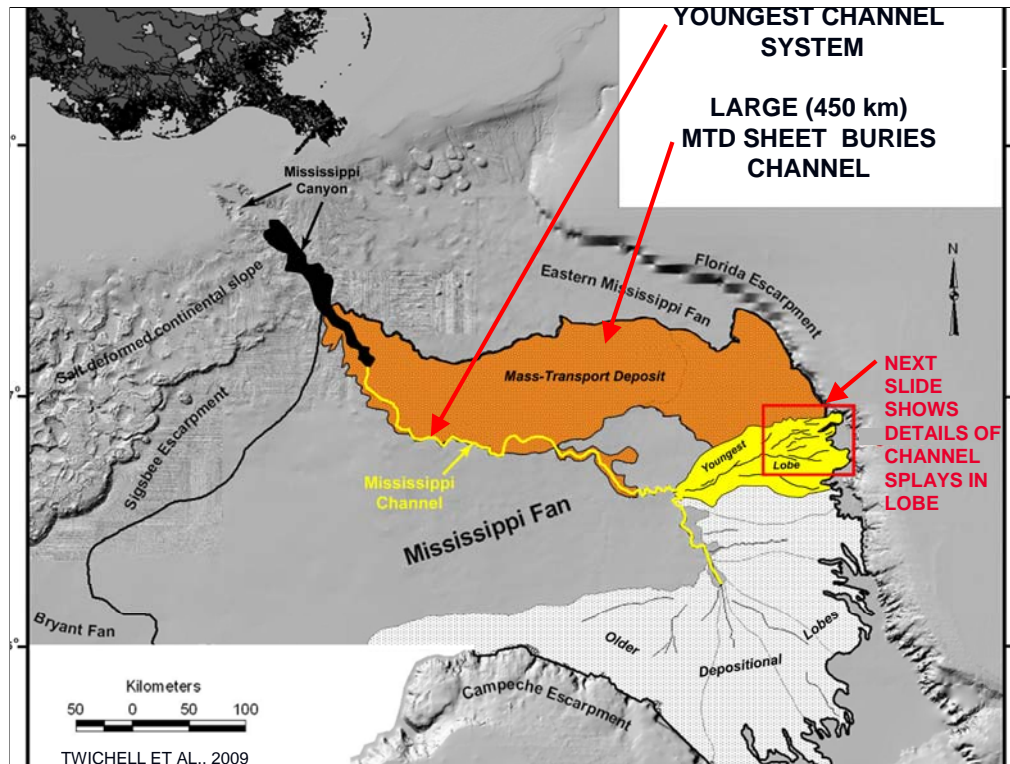 YOUNGEST CHANNEL
SYSTEM
LARGE (450 km)
MTD SHEET BURIES
CHANNEL
Mississippi
Canyon
N
Florida Escarpment
Eastern Mississippi Fan
Salt deformed continental slope
Sigsbee Escarpment
Mass-Transport Deposit
NEXT
SLIDE
SHOWS
DETAILS OF
CHANNEL
SPLAYS IN
LOBE
Youngest
Lobe
Mississippi
Channel
Mississippi Fan
Bryant Fan
Older
Depositional
Lobes
Campeche Escarpment
Kilometers
50 0 50 100
TWICHELL ET AL., 2009